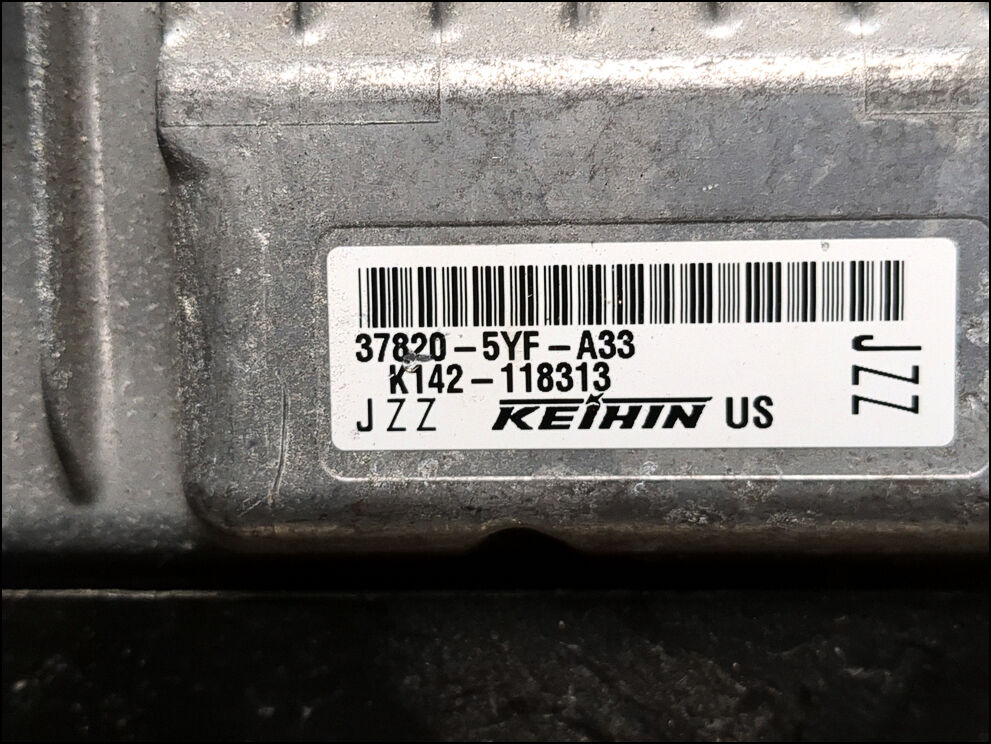 37820-5YF-A33
K142-118313
JZZ KEIHIN US
JZZ